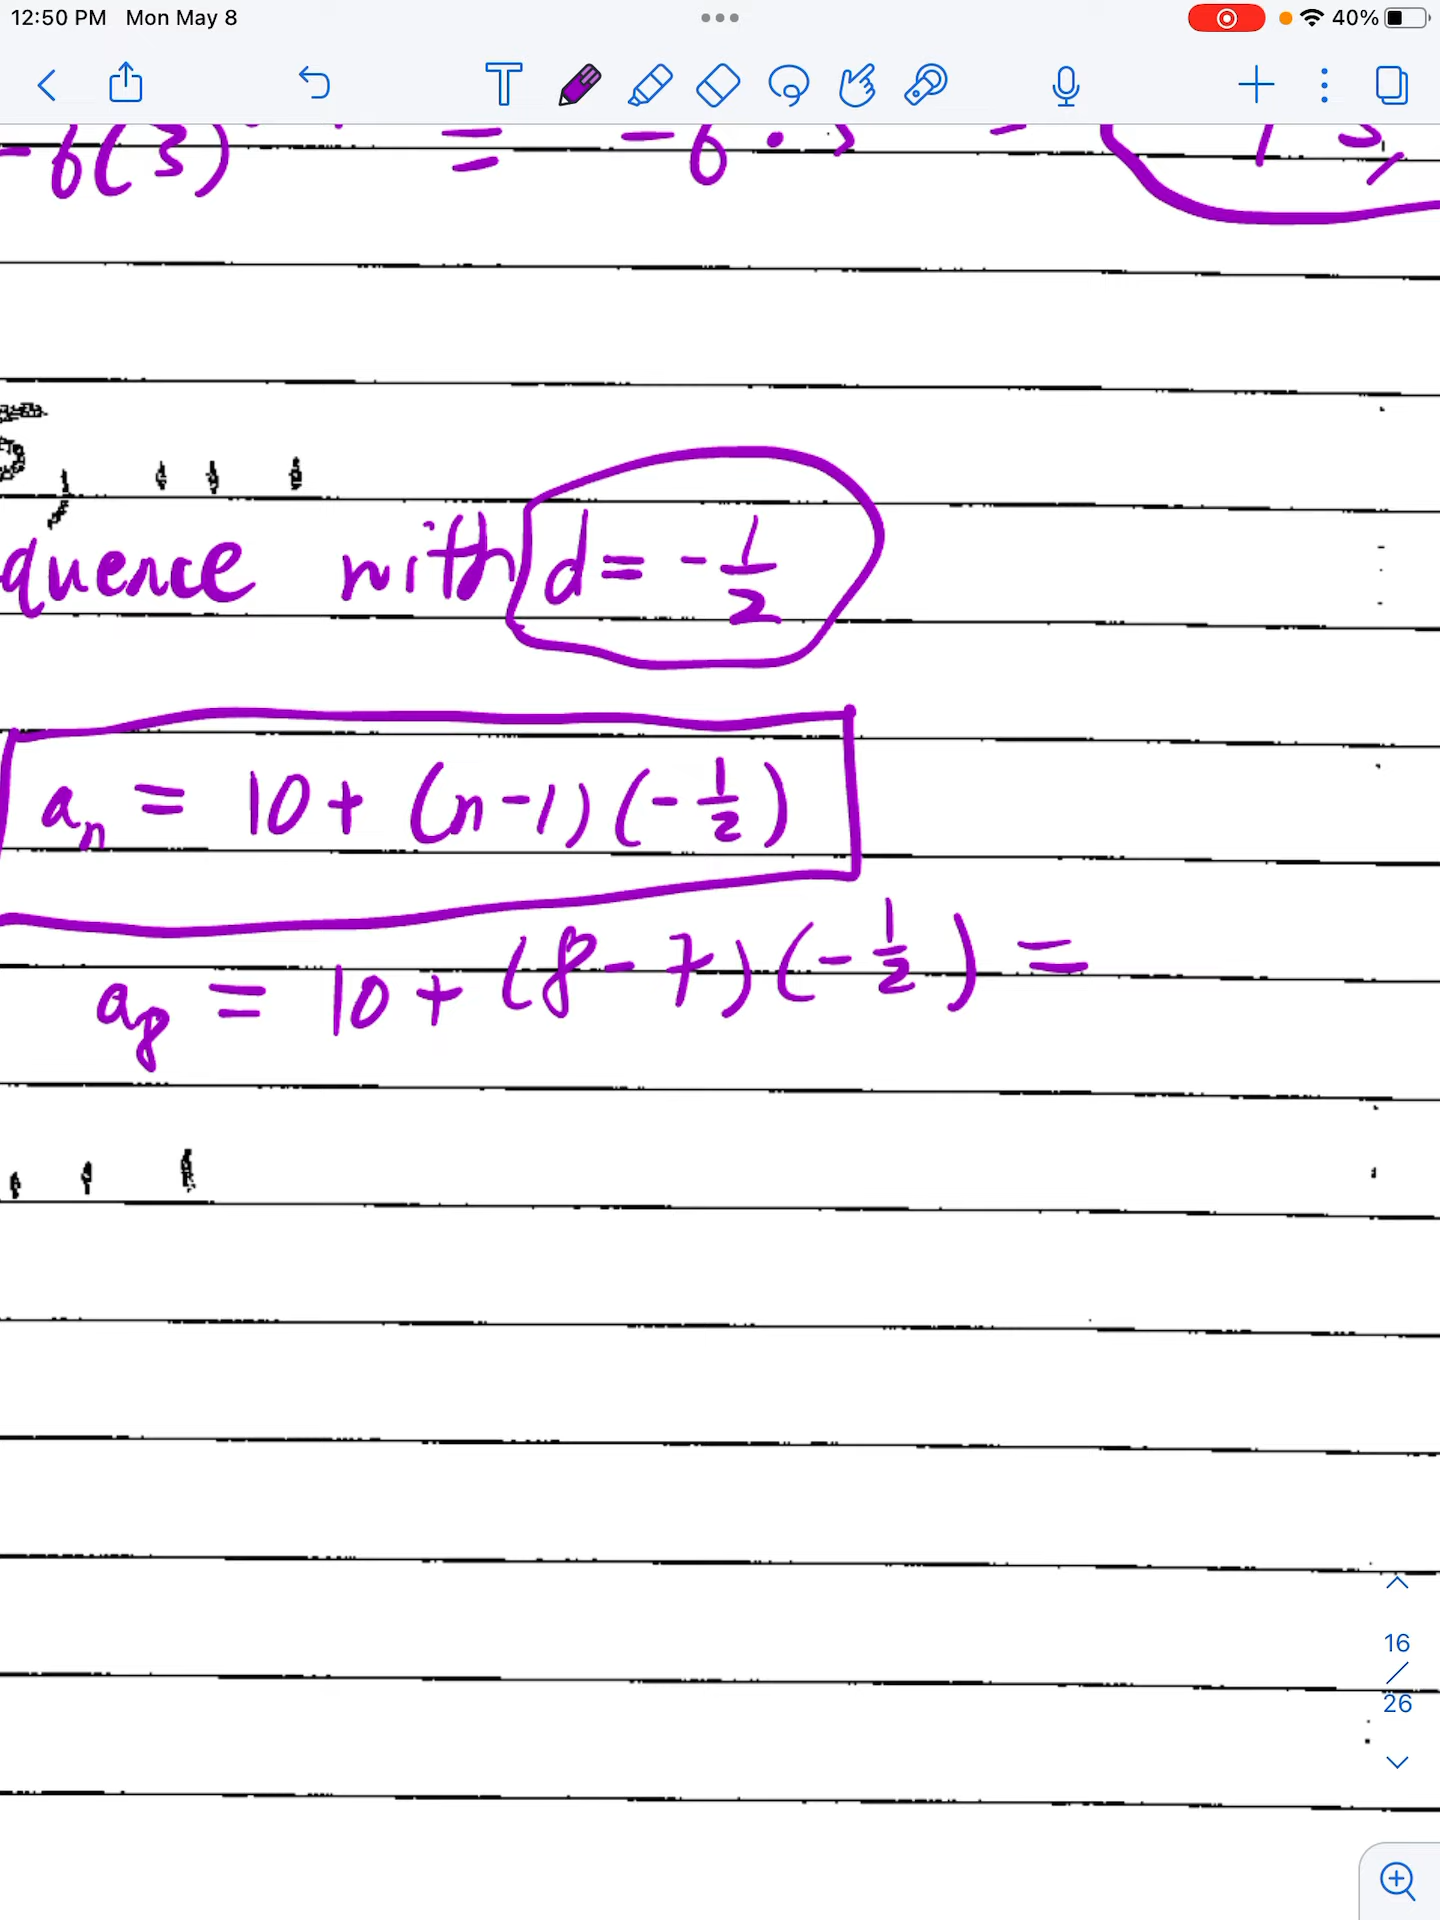 12:50 PM Mon May 8
40%
T
-6(3) = -6 ·
quence with d = -1/2
aₙ = 10 + (n-1)(-1/2)
a₈ = 10 + (8-7)(-1/2) =
16
/
26